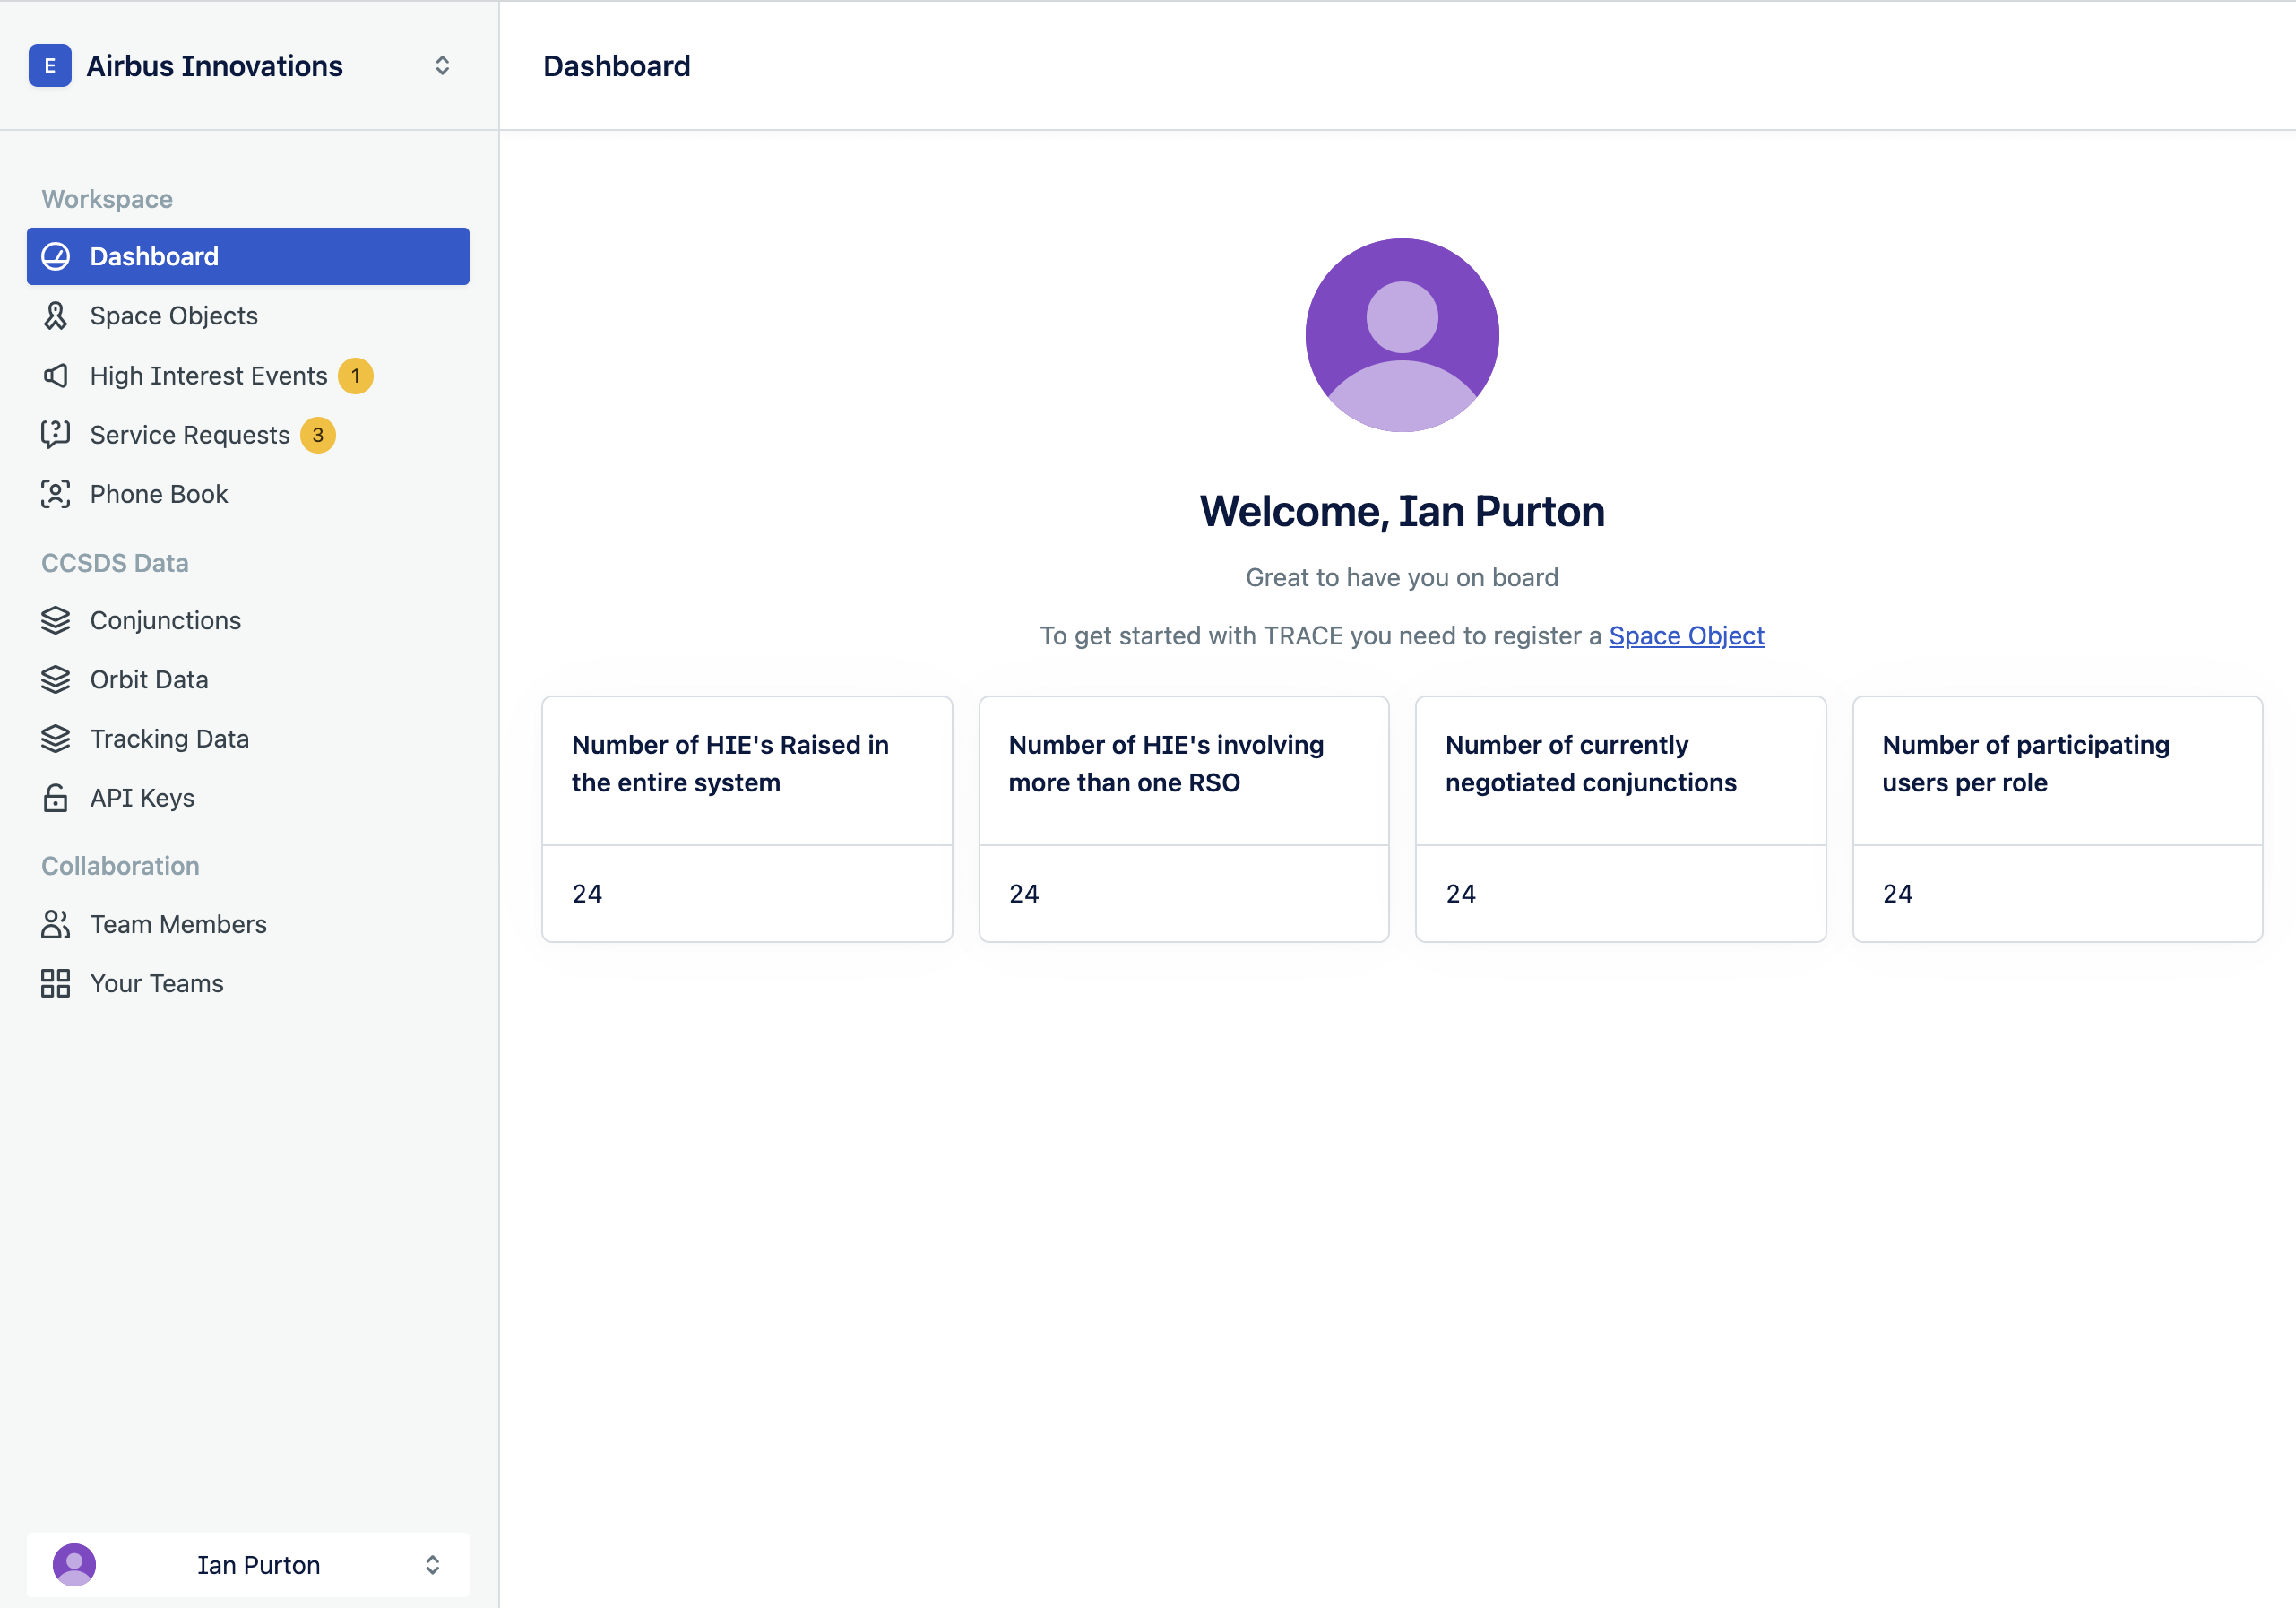 E
Airbus Innovations
Dashboard
Workspace
Dashboard
Space Objects
High Interest Events 1
Service Requests 3
Phone Book
CCSDS Data
Conjunctions
Orbit Data
Tracking Data
API Keys
Collaboration
Team Members
Your Teams
Ian Purton
Welcome, Ian Purton
Great to have you on board
To get started with TRACE you need to register a Space Object
Number of HIE's Raised in
the entire system
24
Number of HIE's involving
more than one RSO
24
Number of currently
negotiated conjunctions
24
Number of participating
users per role
24